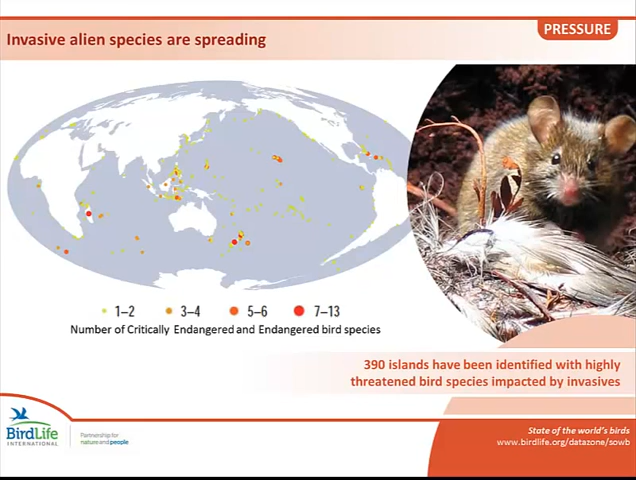 PRESSURE
Invasive alien species are spreading
1–2 3–4 5–6 7–13
Number of Critically Endangered and Endangered bird species
390 islands have been identified with highly
threatened bird species impacted by invasives
BirdLife
INTERNATIONAL
Partnership for
nature and people
State of the world's birds
www.birdlife.org/datazone/sowb